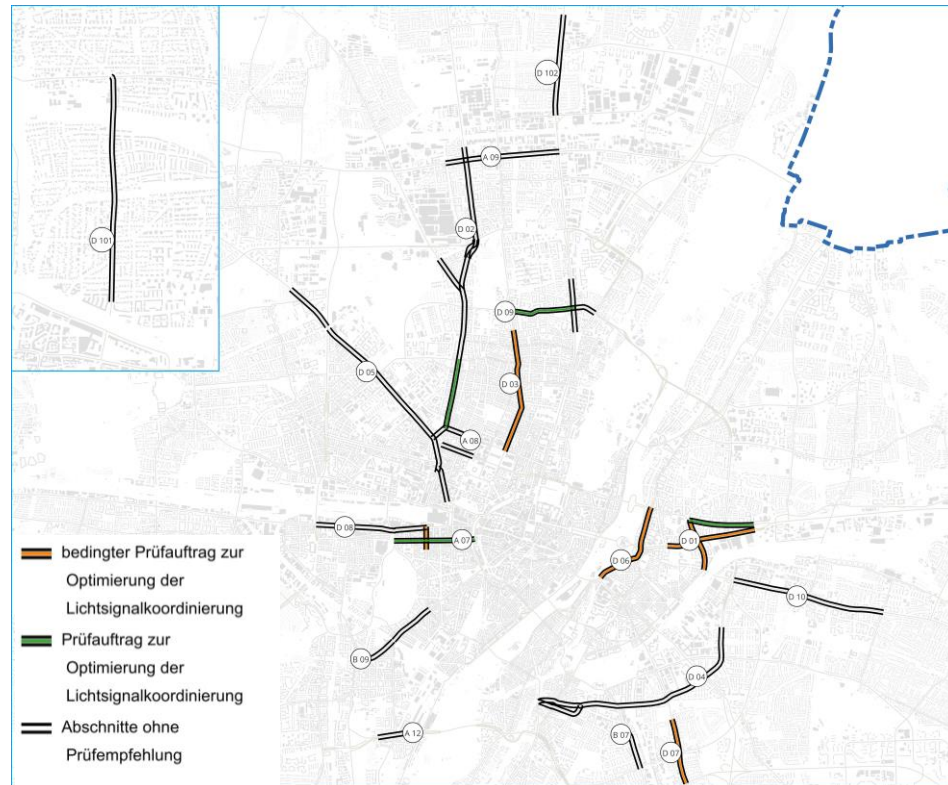 D 102
A 09
D 101
D 02
D 09
D 05
D 03
A 08
D 08
A 07
D 01
D 06
D 10
B 09
D 04
A 12
B 07
D 07
bedingter Prüfauftrag zur
Optimierung der
Lichtsignalkoordinierung
Prüfauftrag zur
Optimierung der
Lichtsignalkoordinierung
Abschnitte ohne
Prüfempfehlung